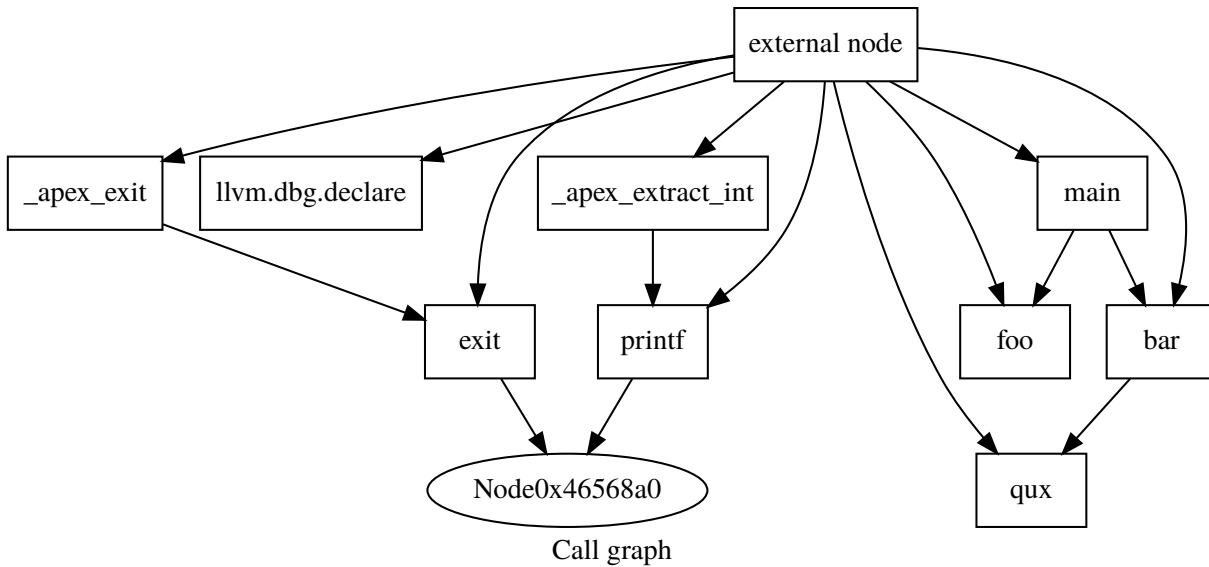 external node
_apex_exit
llvm.dbg.declare
_apex_extract_int
main
exit
printf
foo
bar
Node0x46568a0
qux
Call graph